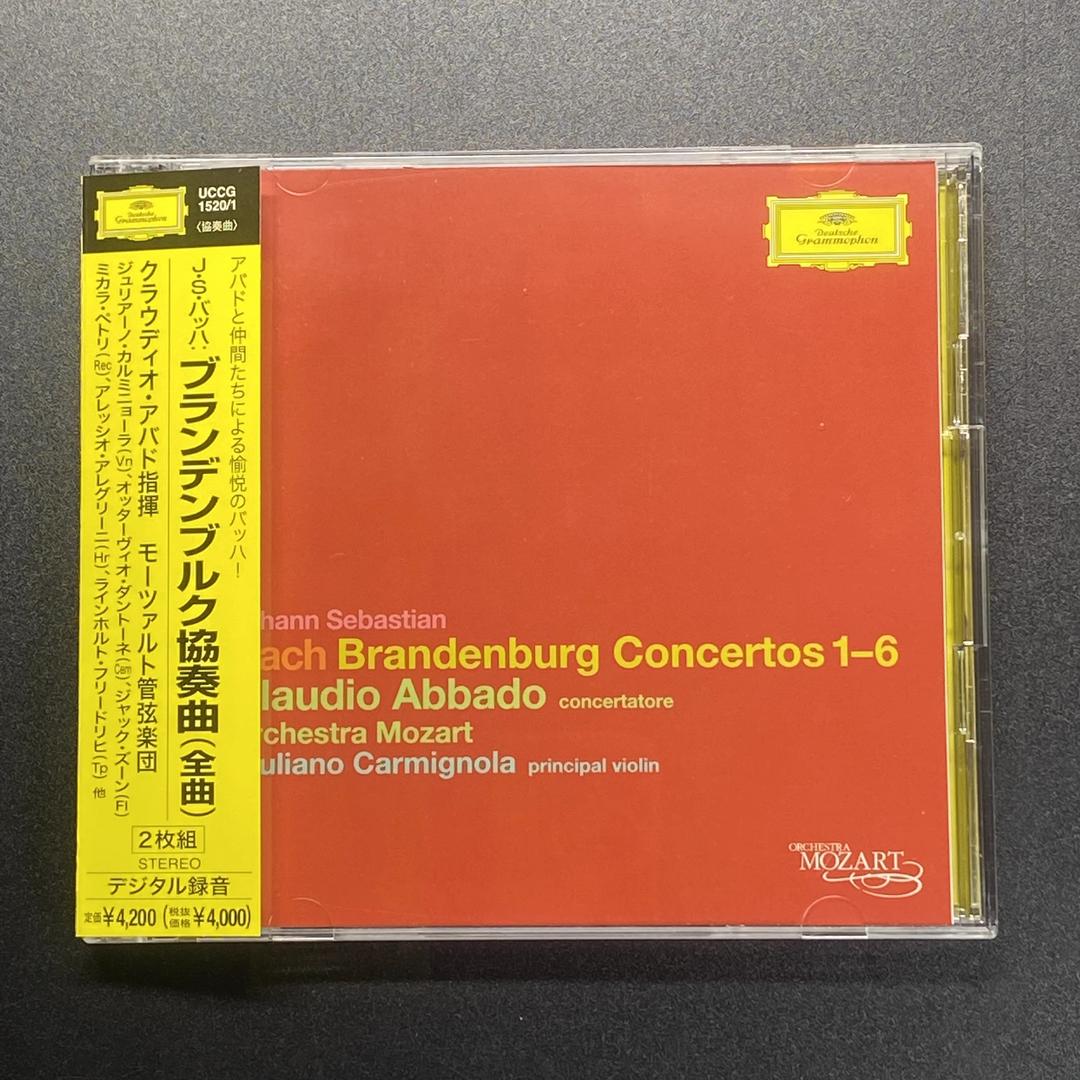 Deutsche
Grammophon
UCCG
1520/1
〈協奏曲〉
アバドと仲間たちによる愉悦のバッハ！
J・S・バッハ：ブランデンブルク協奏曲（全曲）
クラウディオ・アバド指揮　モーツァルト管弦楽団
ジュリアーノ・カルミニョーラ（Vn）、オッターヴィオ・ダントーネ（Cem）、ジャック・ズーン（Fl）
ミカラ・ペトリ（Rec）、アレッシオ・アレグリーニ（Hr）、ラインホルト・フリードリヒ（Tp）他
2枚組
STEREO
デジタル録音
定価¥4,200（税抜価格¥4,000）
Deutsche
Grammophon
hann Sebastian
ach Brandenburg Concertos 1–6
laudio Abbado concertatore
rchestra Mozart
uliano Carmignola principal violin
ORCHESTRA
MOZART